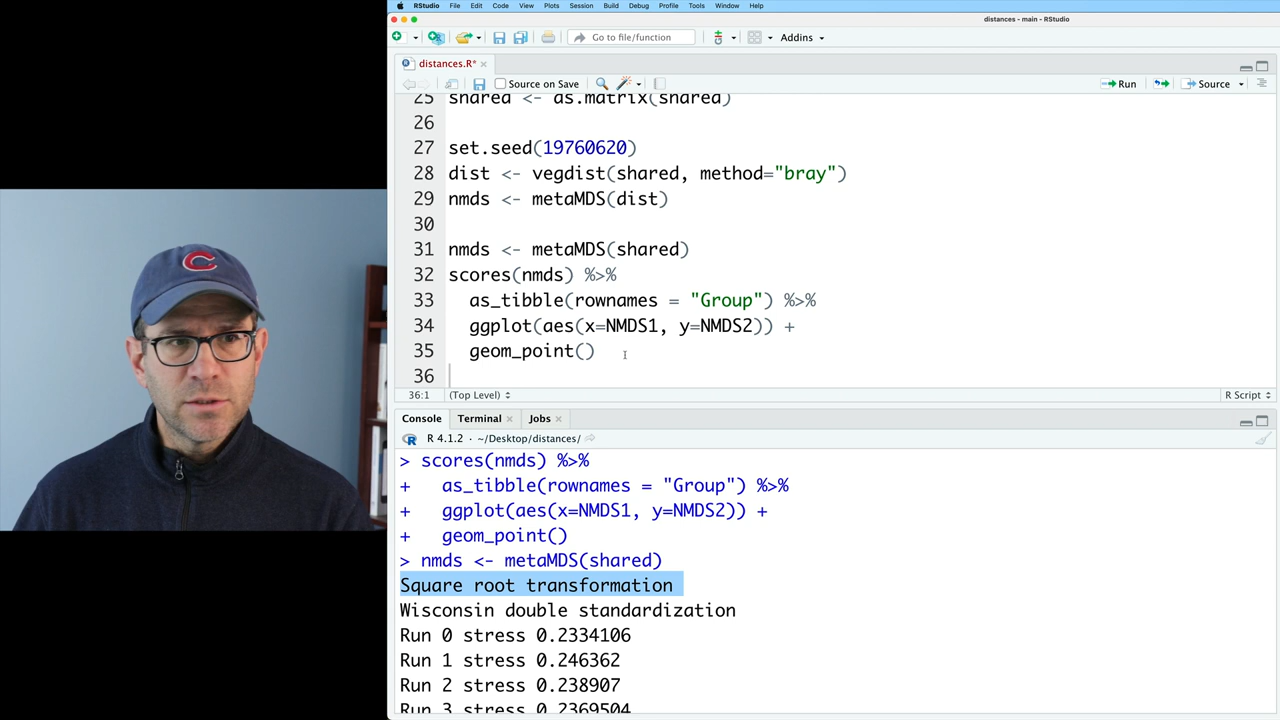 RStudio File Edit Code View Plots Session Build Debug Profile Tools Window Help
distances - main - RStudio
Go to file/function Addins
distances.R*
Source on Save Run Source
25 shared <- as.matrix(shared)
26
27 set.seed(19760620)
28 dist <- vegdist(shared, method="bray")
29 nmds <- metaMDS(dist)
30
31 nmds <- metaMDS(shared)
32 scores(nmds) %>%
33 as_tibble(rownames = "Group") %>%
34 ggplot(aes(x=NMDS1, y=NMDS2)) +
35 geom_point()
36
36:1 (Top Level) R Script
Console Terminal Jobs
R 4.1.2 · ~/Desktop/distances/
> scores(nmds) %>%
+ as_tibble(rownames = "Group") %>%
+ ggplot(aes(x=NMDS1, y=NMDS2)) +
+ geom_point()
> nmds <- metaMDS(shared)
Square root transformation
Wisconsin double standardization
Run 0 stress 0.2334106
Run 1 stress 0.246362
Run 2 stress 0.238907
Run 3 stress 0.2369504
C